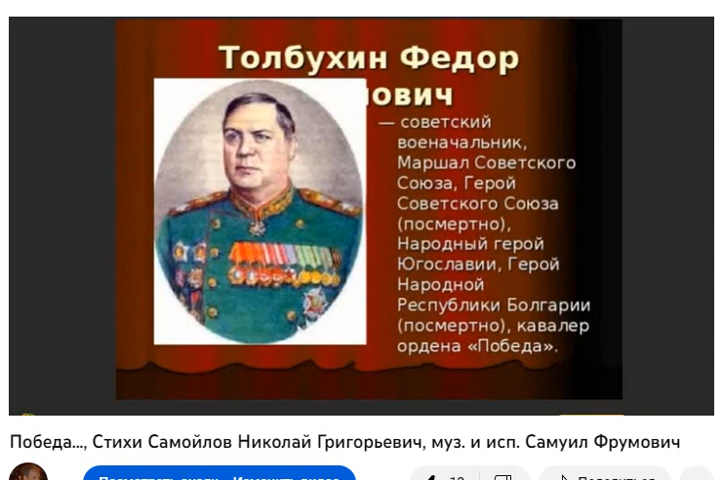 Толбухин Федор
ович
— советский
военачальник,
Маршал Советского
Союза, Герой
Советского Союза
(посмертно),
Народный герой
Югославии, Герой
Народной
Республики Болгарии
(посмертно), кавалер
ордена «Победа».
Победа..., Стихи Самойлов Николай Григорьевич, муз. и исп. Самуил Фрумович